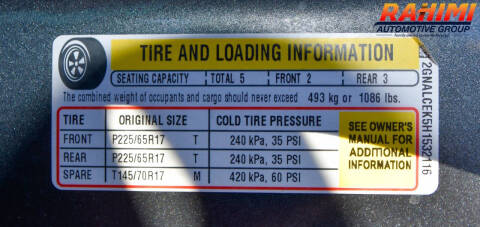 RAHIMI
AUTOMOTIVE GROUP
TIRE AND LOADING INFORMATION
SEATING CAPACITY TOTAL 5 FRONT 2 REAR 3
The combined weight of occupants and cargo should never exceed 493 kg or 1086 lbs.
TIRE ORIGINAL SIZE COLD TIRE PRESSURE
FRONT P225/65R17 T 240 kPa, 35 PSI
REAR P225/65R17 T 240 kPa, 35 PSI
SPARE T145/70R17 M 420 kPa, 60 PSI
SEE OWNER'S
MANUAL FOR
ADDITIONAL
INFORMATION
2GNALCEK5H1532116